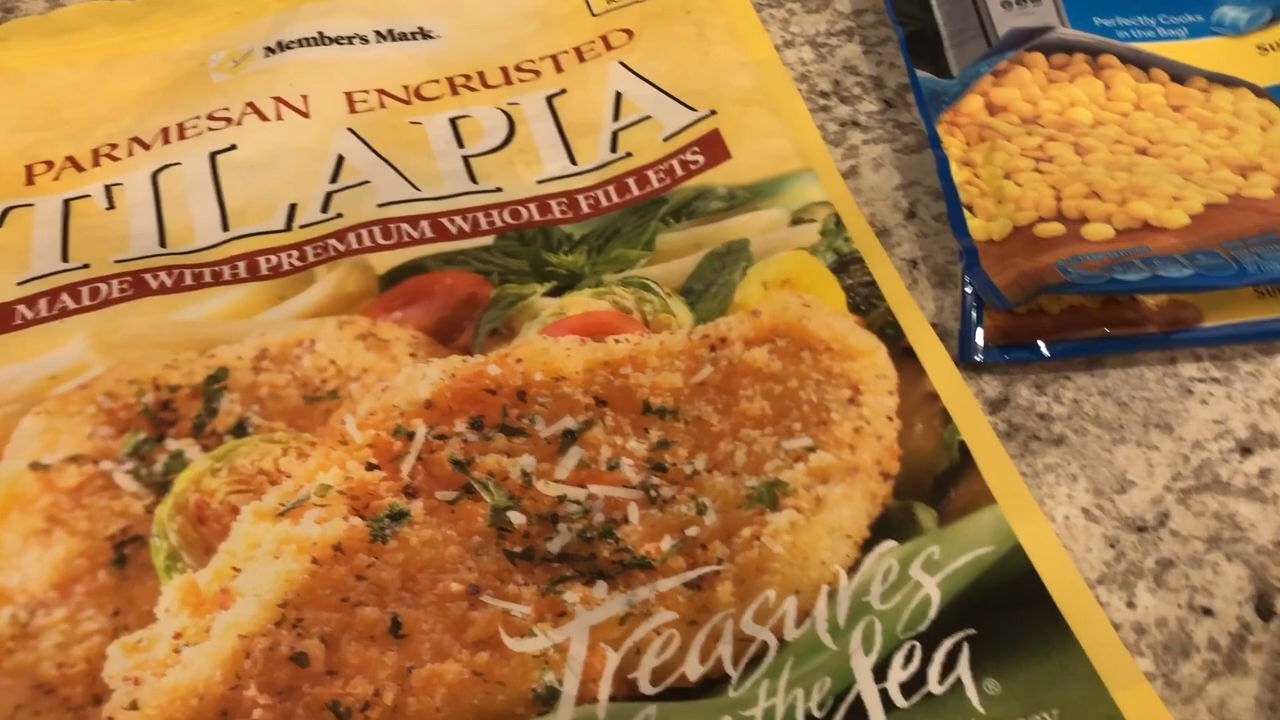 Member's Mark
PARMESAN ENCRUSTED
TILAPIA
MADE WITH PREMIUM WHOLE FILLETS
Treasures
the Sea®
Perfectly Cooks
in the Bag!